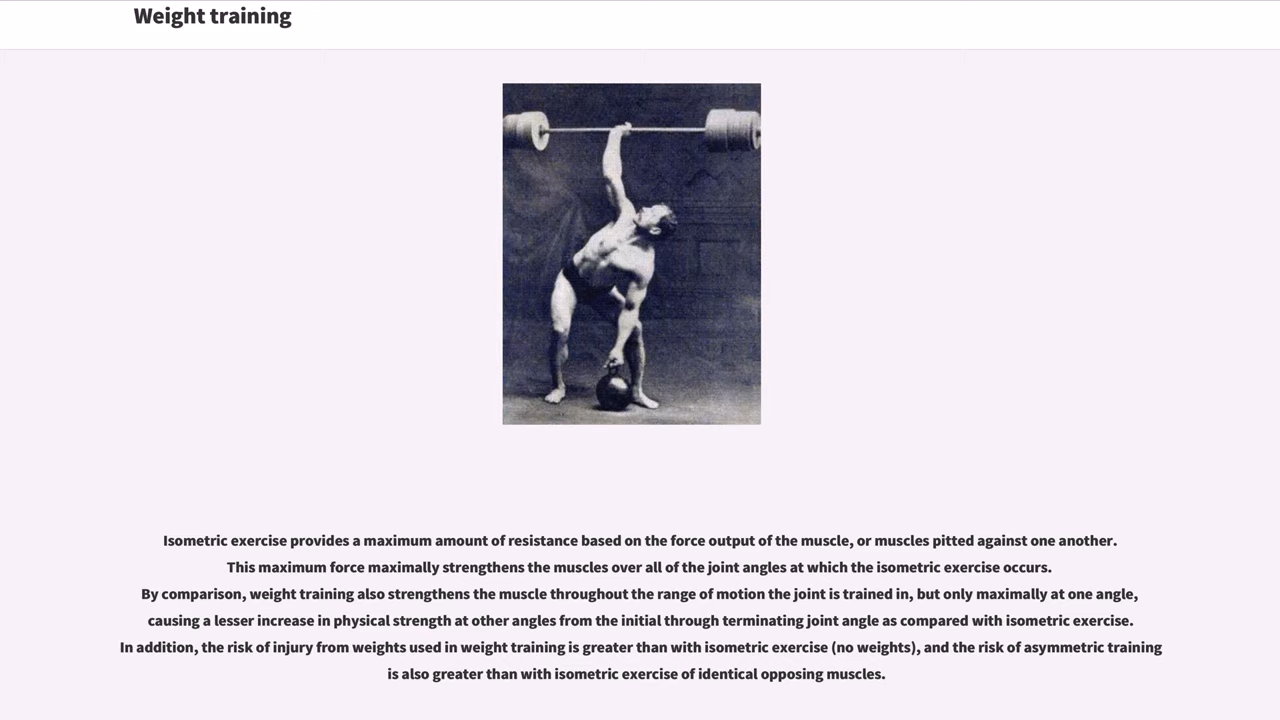 Weight training
Isometric exercise provides a maximum amount of resistance based on the force output of the muscle, or muscles pitted against one another.
This maximum force maximally strengthens the muscles over all of the joint angles at which the isometric exercise occurs.
By comparison, weight training also strengthens the muscle throughout the range of motion the joint is trained in, but only maximally at one angle,
causing a lesser increase in physical strength at other angles from the initial through terminating joint angle as compared with isometric exercise.
In addition, the risk of injury from weights used in weight training is greater than with isometric exercise (no weights), and the risk of asymmetric training
is also greater than with isometric exercise of identical opposing muscles.